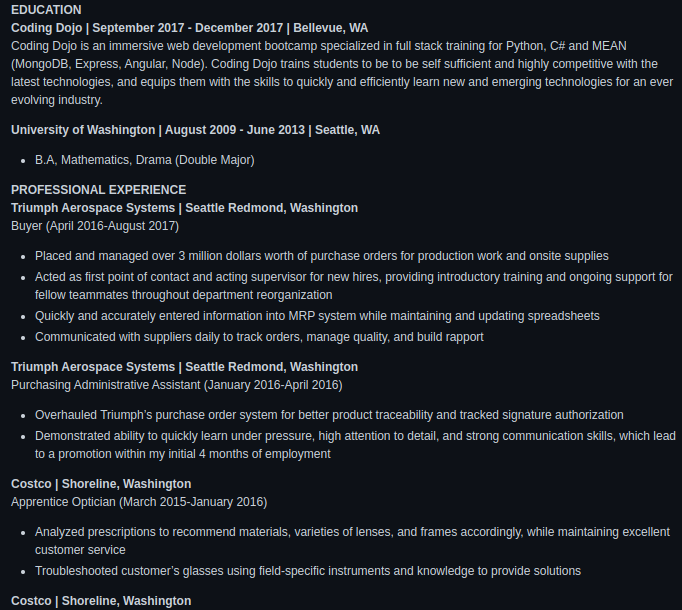 EDUCATION
Coding Dojo | September 2017 - December 2017 | Bellevue, WA
Coding Dojo is an immersive web development bootcamp specialized in full stack training for Python, C# and MEAN
(MongoDB, Express, Angular, Node). Coding Dojo trains students to be to be self sufficient and highly competitive with the
latest technologies, and equips them with the skills to quickly and efficiently learn new and emerging technologies for an ever
evolving industry.
University of Washington | August 2009 - June 2013 | Seattle, WA
• B.A, Mathematics, Drama (Double Major)
PROFESSIONAL EXPERIENCE
Triumph Aerospace Systems | Seattle Redmond, Washington
Buyer (April 2016-August 2017)
• Placed and managed over 3 million dollars worth of purchase orders for production work and onsite supplies
• Acted as first point of contact and acting supervisor for new hires, providing introductory training and ongoing support for
fellow teammates throughout department reorganization
• Quickly and accurately entered information into MRP system while maintaining and updating spreadsheets
• Communicated with suppliers daily to track orders, manage quality, and build rapport
Triumph Aerospace Systems | Seattle Redmond, Washington
Purchasing Administrative Assistant (January 2016-April 2016)
• Overhauled Triumph's purchase order system for better product traceability and tracked signature authorization
• Demonstrated ability to quickly learn under pressure, high attention to detail, and strong communication skills, which lead
to a promotion within my initial 4 months of employment
Costco | Shoreline, Washington
Apprentice Optician (March 2015-January 2016)
• Analyzed prescriptions to recommend materials, varieties of lenses, and frames accordingly, while maintaining excellent
customer service
• Troubleshooted customer's glasses using field-specific instruments and knowledge to provide solutions
Costco | Shoreline, Washington